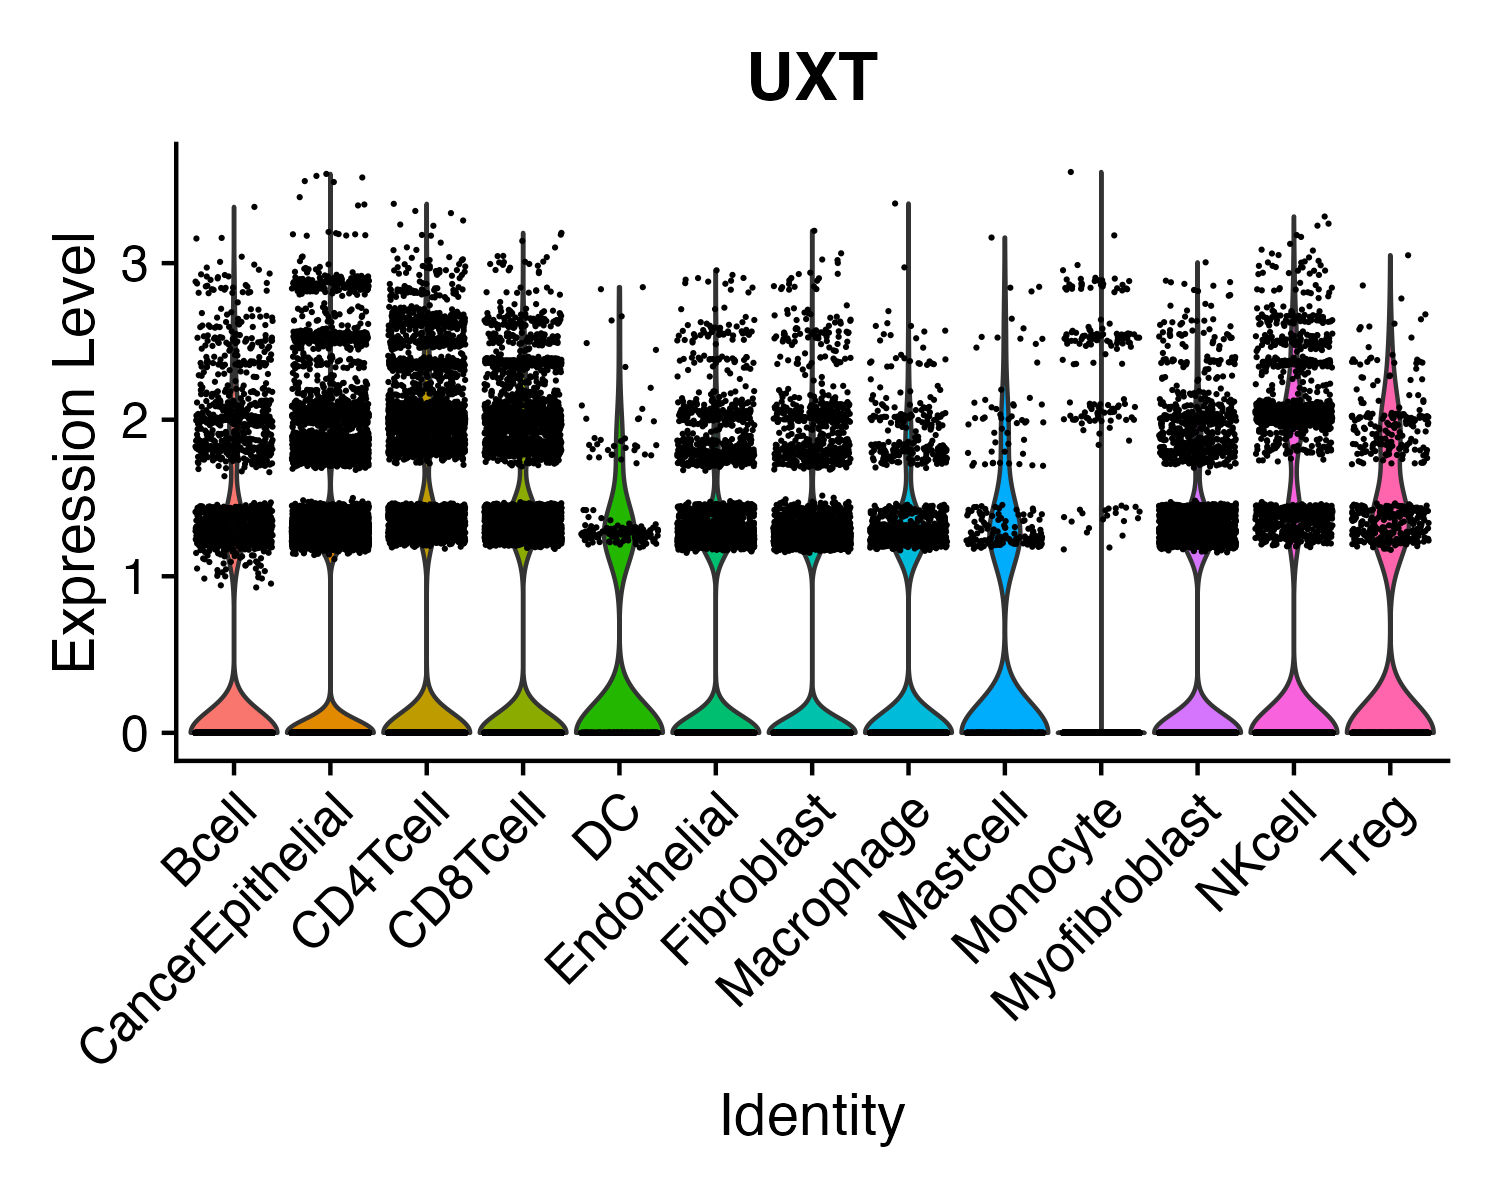 UXT
Expression Level
3
2
1
0
Bcell
CancerEpithelial
CD4Tcell
CD8Tcell
DC
Endothelial
Fibroblast
Macrophage
Mastcell
Monocyte
Myofibroblast
NKcell
Treg
Identity